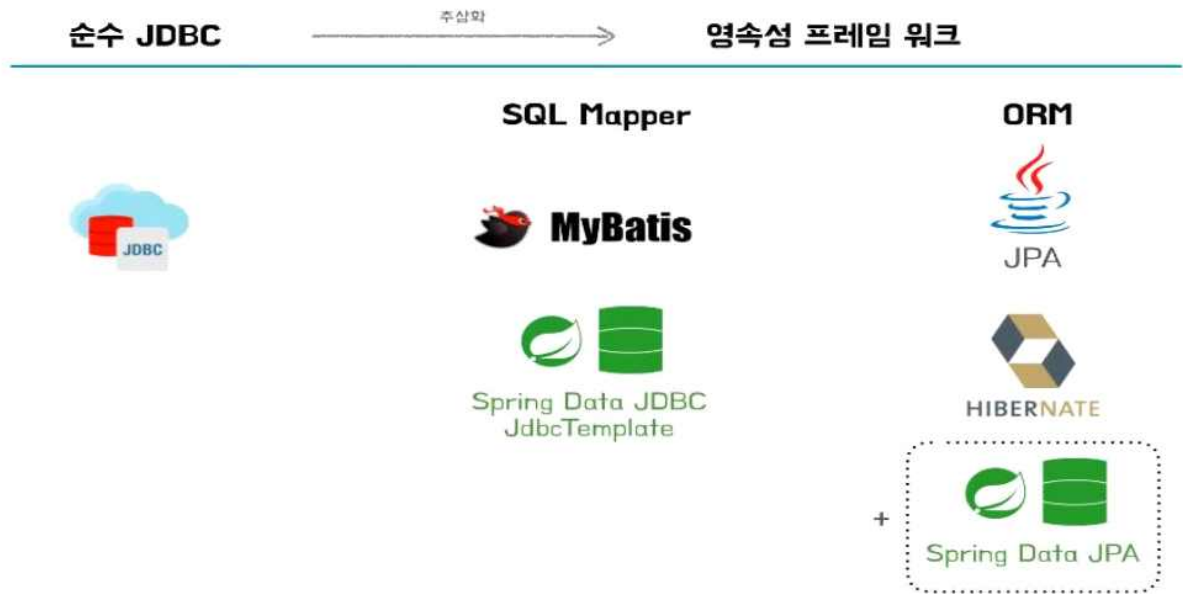 순수 JDBC
추상화
영속성 프레임 워크
SQL Mapper
ORM
JDBC
MyBatis
JPA
Spring Data JDBC
JdbcTemplate
HIBERNATE
+
Spring Data JPA